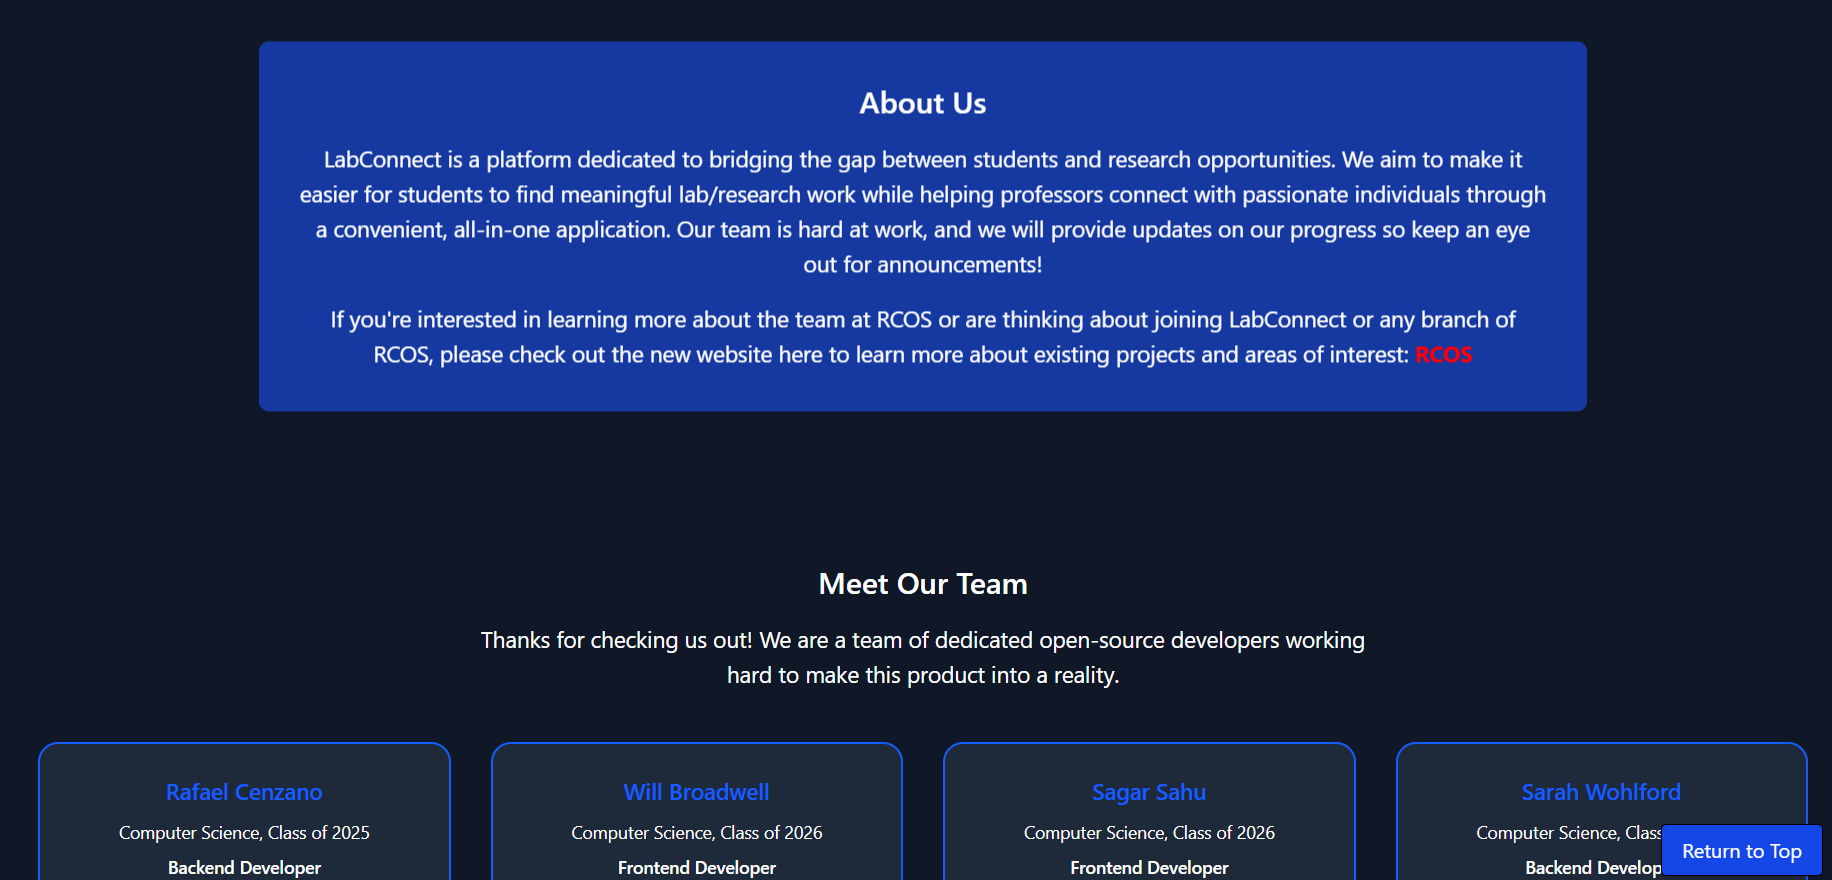 About Us
LabConnect is a platform dedicated to bridging the gap between students and research opportunities. We aim to make it
easier for students to find meaningful lab/research work while helping professors connect with passionate individuals through
a convenient, all-in-one application. Our team is hard at work, and we will provide updates on our progress so keep an eye
out for announcements!
If you're interested in learning more about the team at RCOS or are thinking about joining LabConnect or any branch of
RCOS, please check out the new website here to learn more about existing projects and areas of interest: RCOS
Meet Our Team
Thanks for checking us out! We are a team of dedicated open-source developers working
hard to make this product into a reality.
Rafael Cenzano
Computer Science, Class of 2025
Backend Developer
Will Broadwell
Computer Science, Class of 2026
Frontend Developer
Sagar Sahu
Computer Science, Class of 2026
Frontend Developer
Sarah Wohlford
Computer Science, Class
Backend Develop
Return to Top